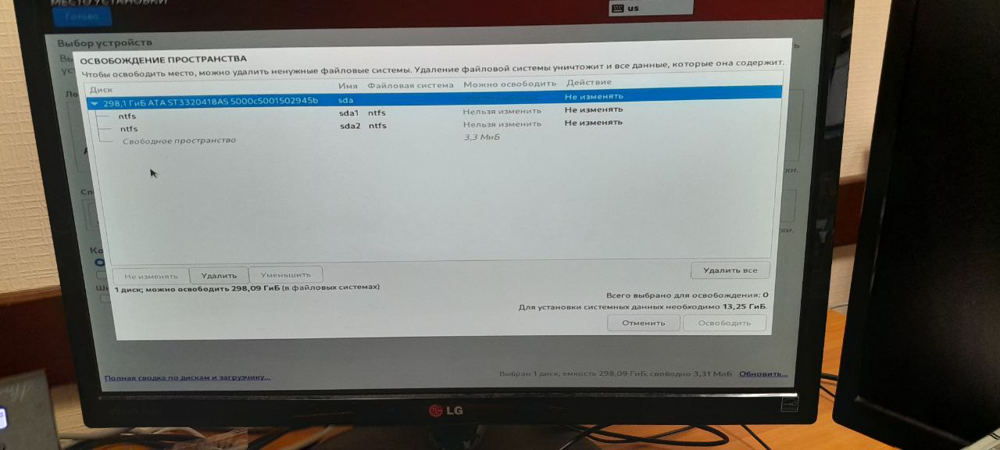 МЕСТО УСТАНОВКИ
Готово
us
Выбор устройств
ОСВОБОЖДЕНИЕ ПРОСТРАНСТВА
Чтобы освободить место, можно удалить ненужные файловые системы. Удаление файловой системы уничтожит и все данные, которые она содержит.
Диск Имя Файловая система Можно освободить Действие
298,1 ГиБ ATA ST3320418AS 5000c5001502945b sda Не изменять
ntfs sda1 ntfs Нельзя изменить Не изменять
ntfs sda2 ntfs Нельзя изменить Не изменять
Свободное пространство 3,3 МиБ
Не изменять Удалить Уменьшить Удалить все
1 диск; можно освободить 298,09 ГиБ (в файловых системах)
Всего выбрано для освобождения: 0
Для установки системных данных необходимо 13,25 ГиБ.
Отменить Освободить
Полная сводка по дискам и загрузчику... Выбран 1 диск; емкость 298,09 ГиБ; свободно 3,31 МиБ Обновить...
LG